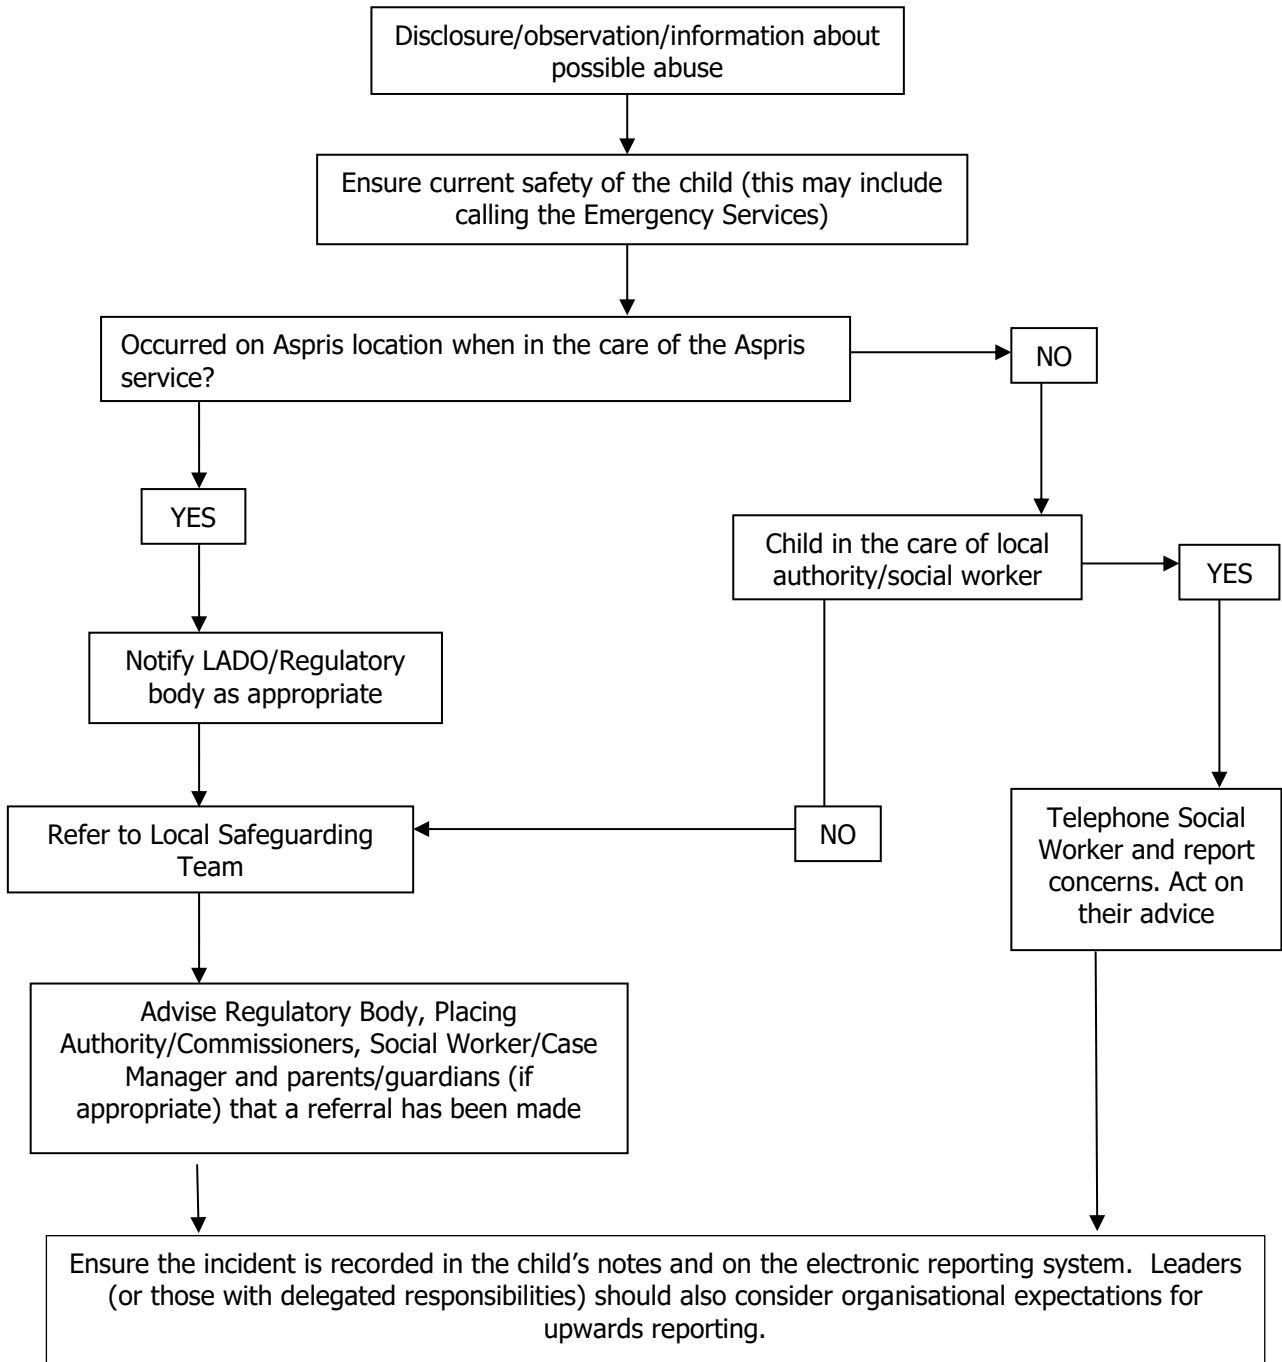 Disclosure/observation/information about
possible abuse
Ensure current safety of the child (this may include
calling the Emergency Services)
Occurred on Aspris location when in the care of the Aspris
service?
NO
YES
Child in the care of local
authority/social worker
YES
Notify LADO/Regulatory
body as appropriate
Refer to Local Safeguarding
Team
NO
Telephone Social
Worker and report
concerns. Act on
their advice
Advise Regulatory Body, Placing
Authority/Commissioners, Social Worker/Case
Manager and parents/guardians (if
appropriate) that a referral has been made
Ensure the incident is recorded in the child’s notes and on the electronic reporting system.  Leaders
(or those with delegated responsibilities) should also consider organisational expectations for
upwards reporting.